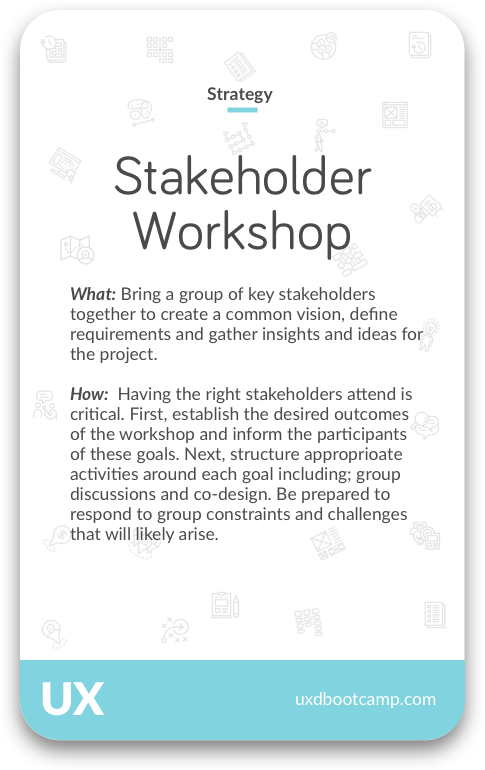 Strategy
Stakeholder
Workshop
What: Bring a group of key stakeholders
together to create a common vision, define
requirements and gather insights and ideas for
the project.
How:  Having the right stakeholders attend is
critical. First, establish the desired outcomes
of the workshop and inform the participants
of these goals. Next, structure approprioate
activities around each goal including; group
discussions and co-design. Be prepared to
respond to group constraints and challenges
that will likely arise.
UX
uxdbootcamp.com